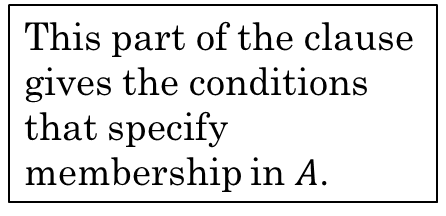 This part of the clause
gives the conditions
that specify
membership in A.